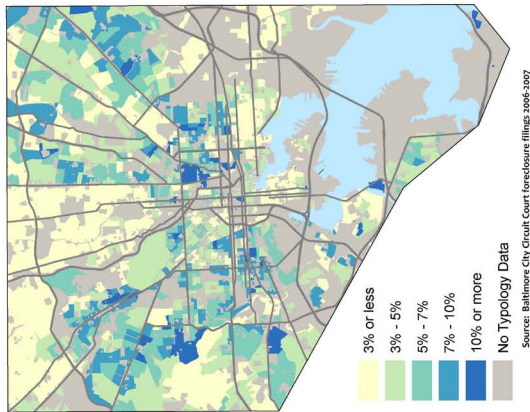 3% or less
3% - 5%
5% - 7%
7% - 10%
10% or more
No Typology Data
Source: Baltimore City Circuit Court foreclosure filings 2006-2007